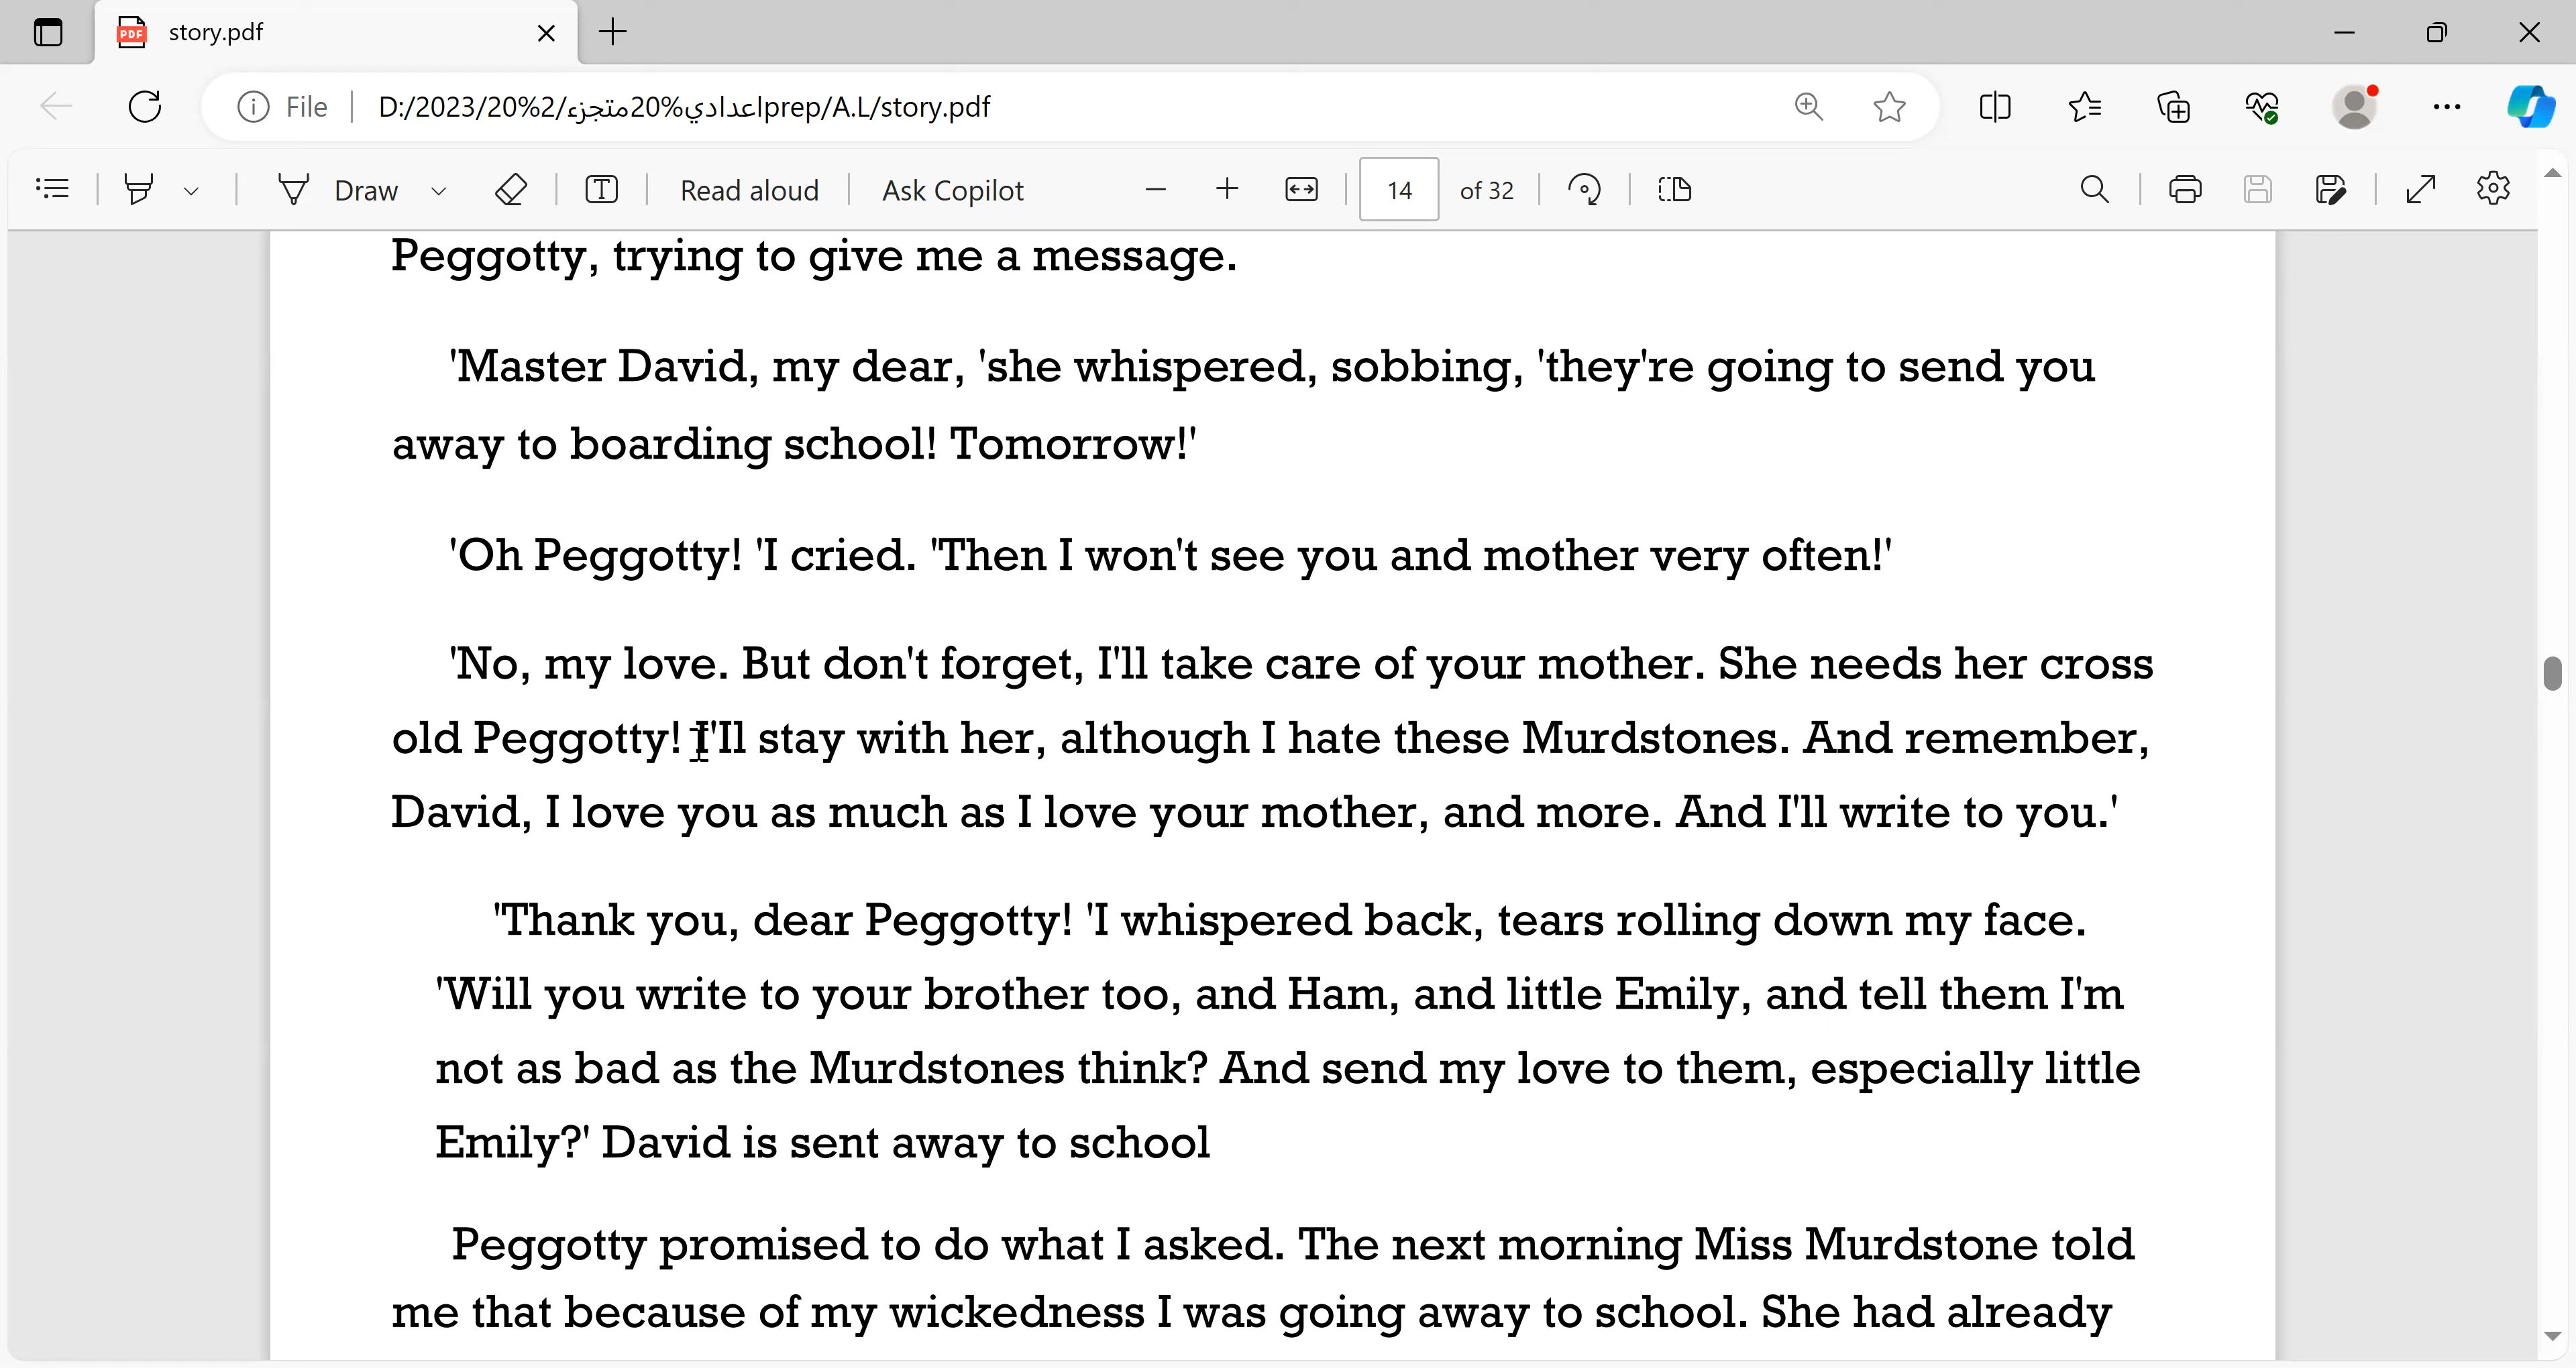 story.pdf
File
D:/2023/20%2/اعدادي%20متجزءprep/A.L/story.pdf
Draw
Read aloud
Ask Copilot
14
of 32
Peggotty, trying to give me a message.
'Master David, my dear, 'she whispered, sobbing, 'they're going to send you
away to boarding school! Tomorrow!'
'Oh Peggotty! 'I cried. 'Then I won't see you and mother very often!'
'No, my love. But don't forget, I'll take care of your mother. She needs her cross
old Peggotty! I'Il stay with her, although I hate these Murdstones. And remember,
David, I love you as much as I love your mother, and more. And I'll write to you.'
'Thank you, dear Peggotty! 'I whispered back, tears rolling down my face.
'Will you write to your brother too, and Ham, and little Emily, and tell them I'm
not as bad as the Murdstones think? And send my love to them, especially little
Emily?' David is sent away to school
Peggotty promised to do what I asked. The next morning Miss Murdstone told
me that because of my wickedness I was going away to school. She had already